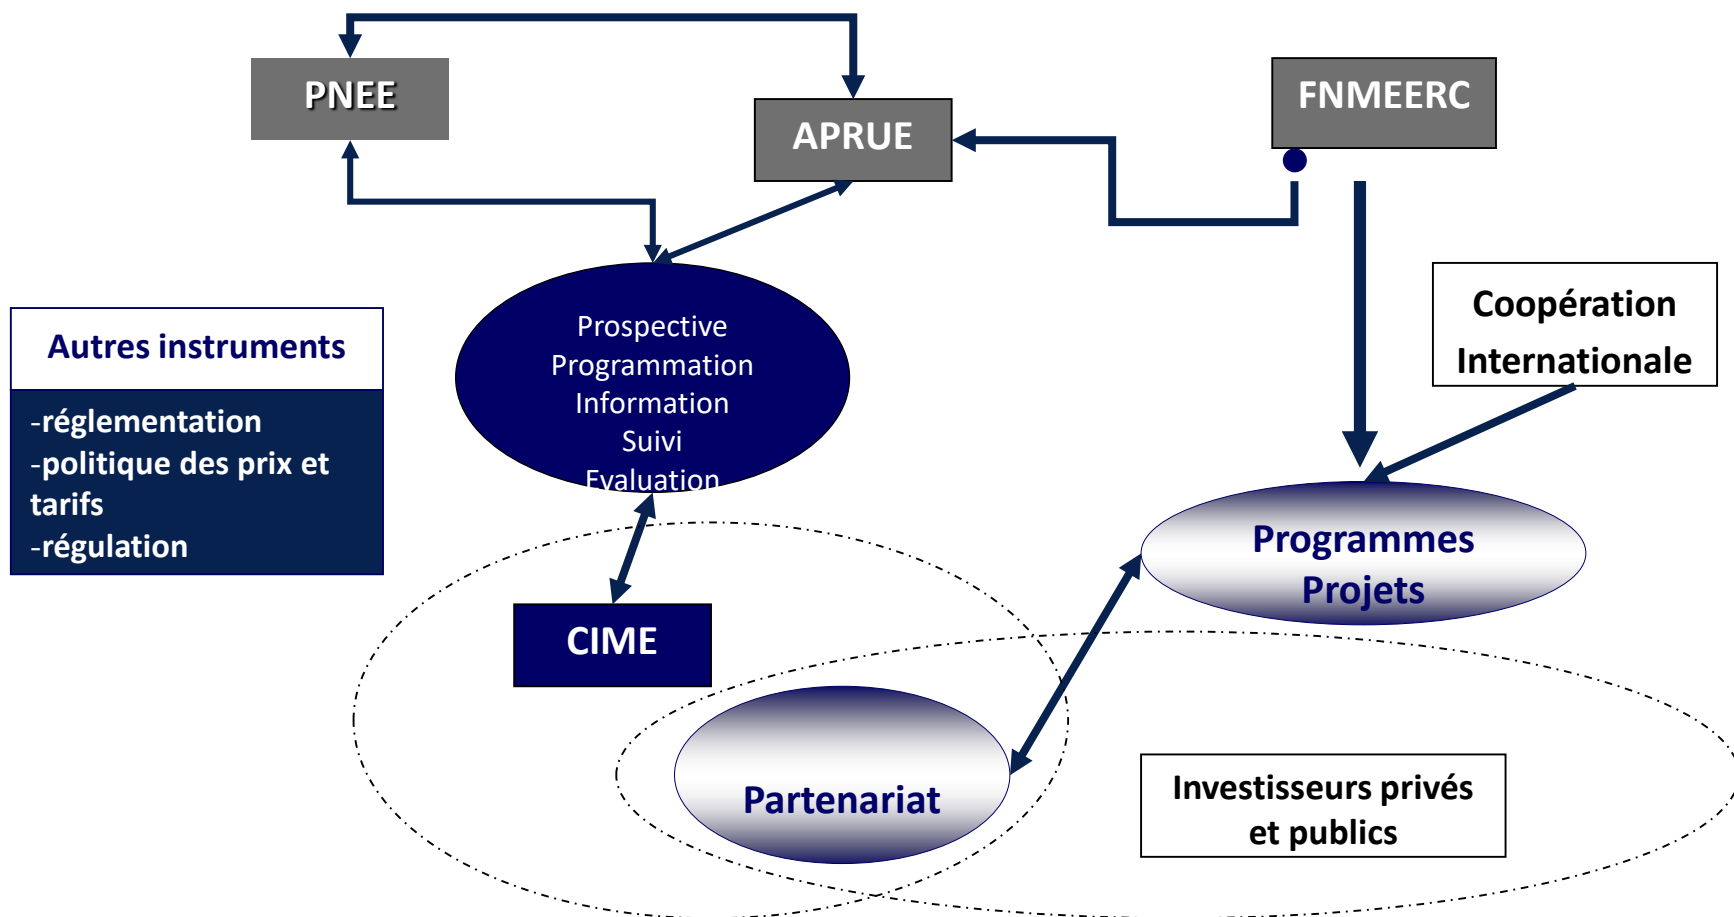 PNEE
APRUE
FNMEERC
Coopération
Internationale
Autres instruments
-réglementation
-politique des prix et
tarifs
-régulation
Prospective
Programmation
Information
Suivi
Evaluation
Programmes
Projets
CIME
Partenariat
Investisseurs privés
et publics